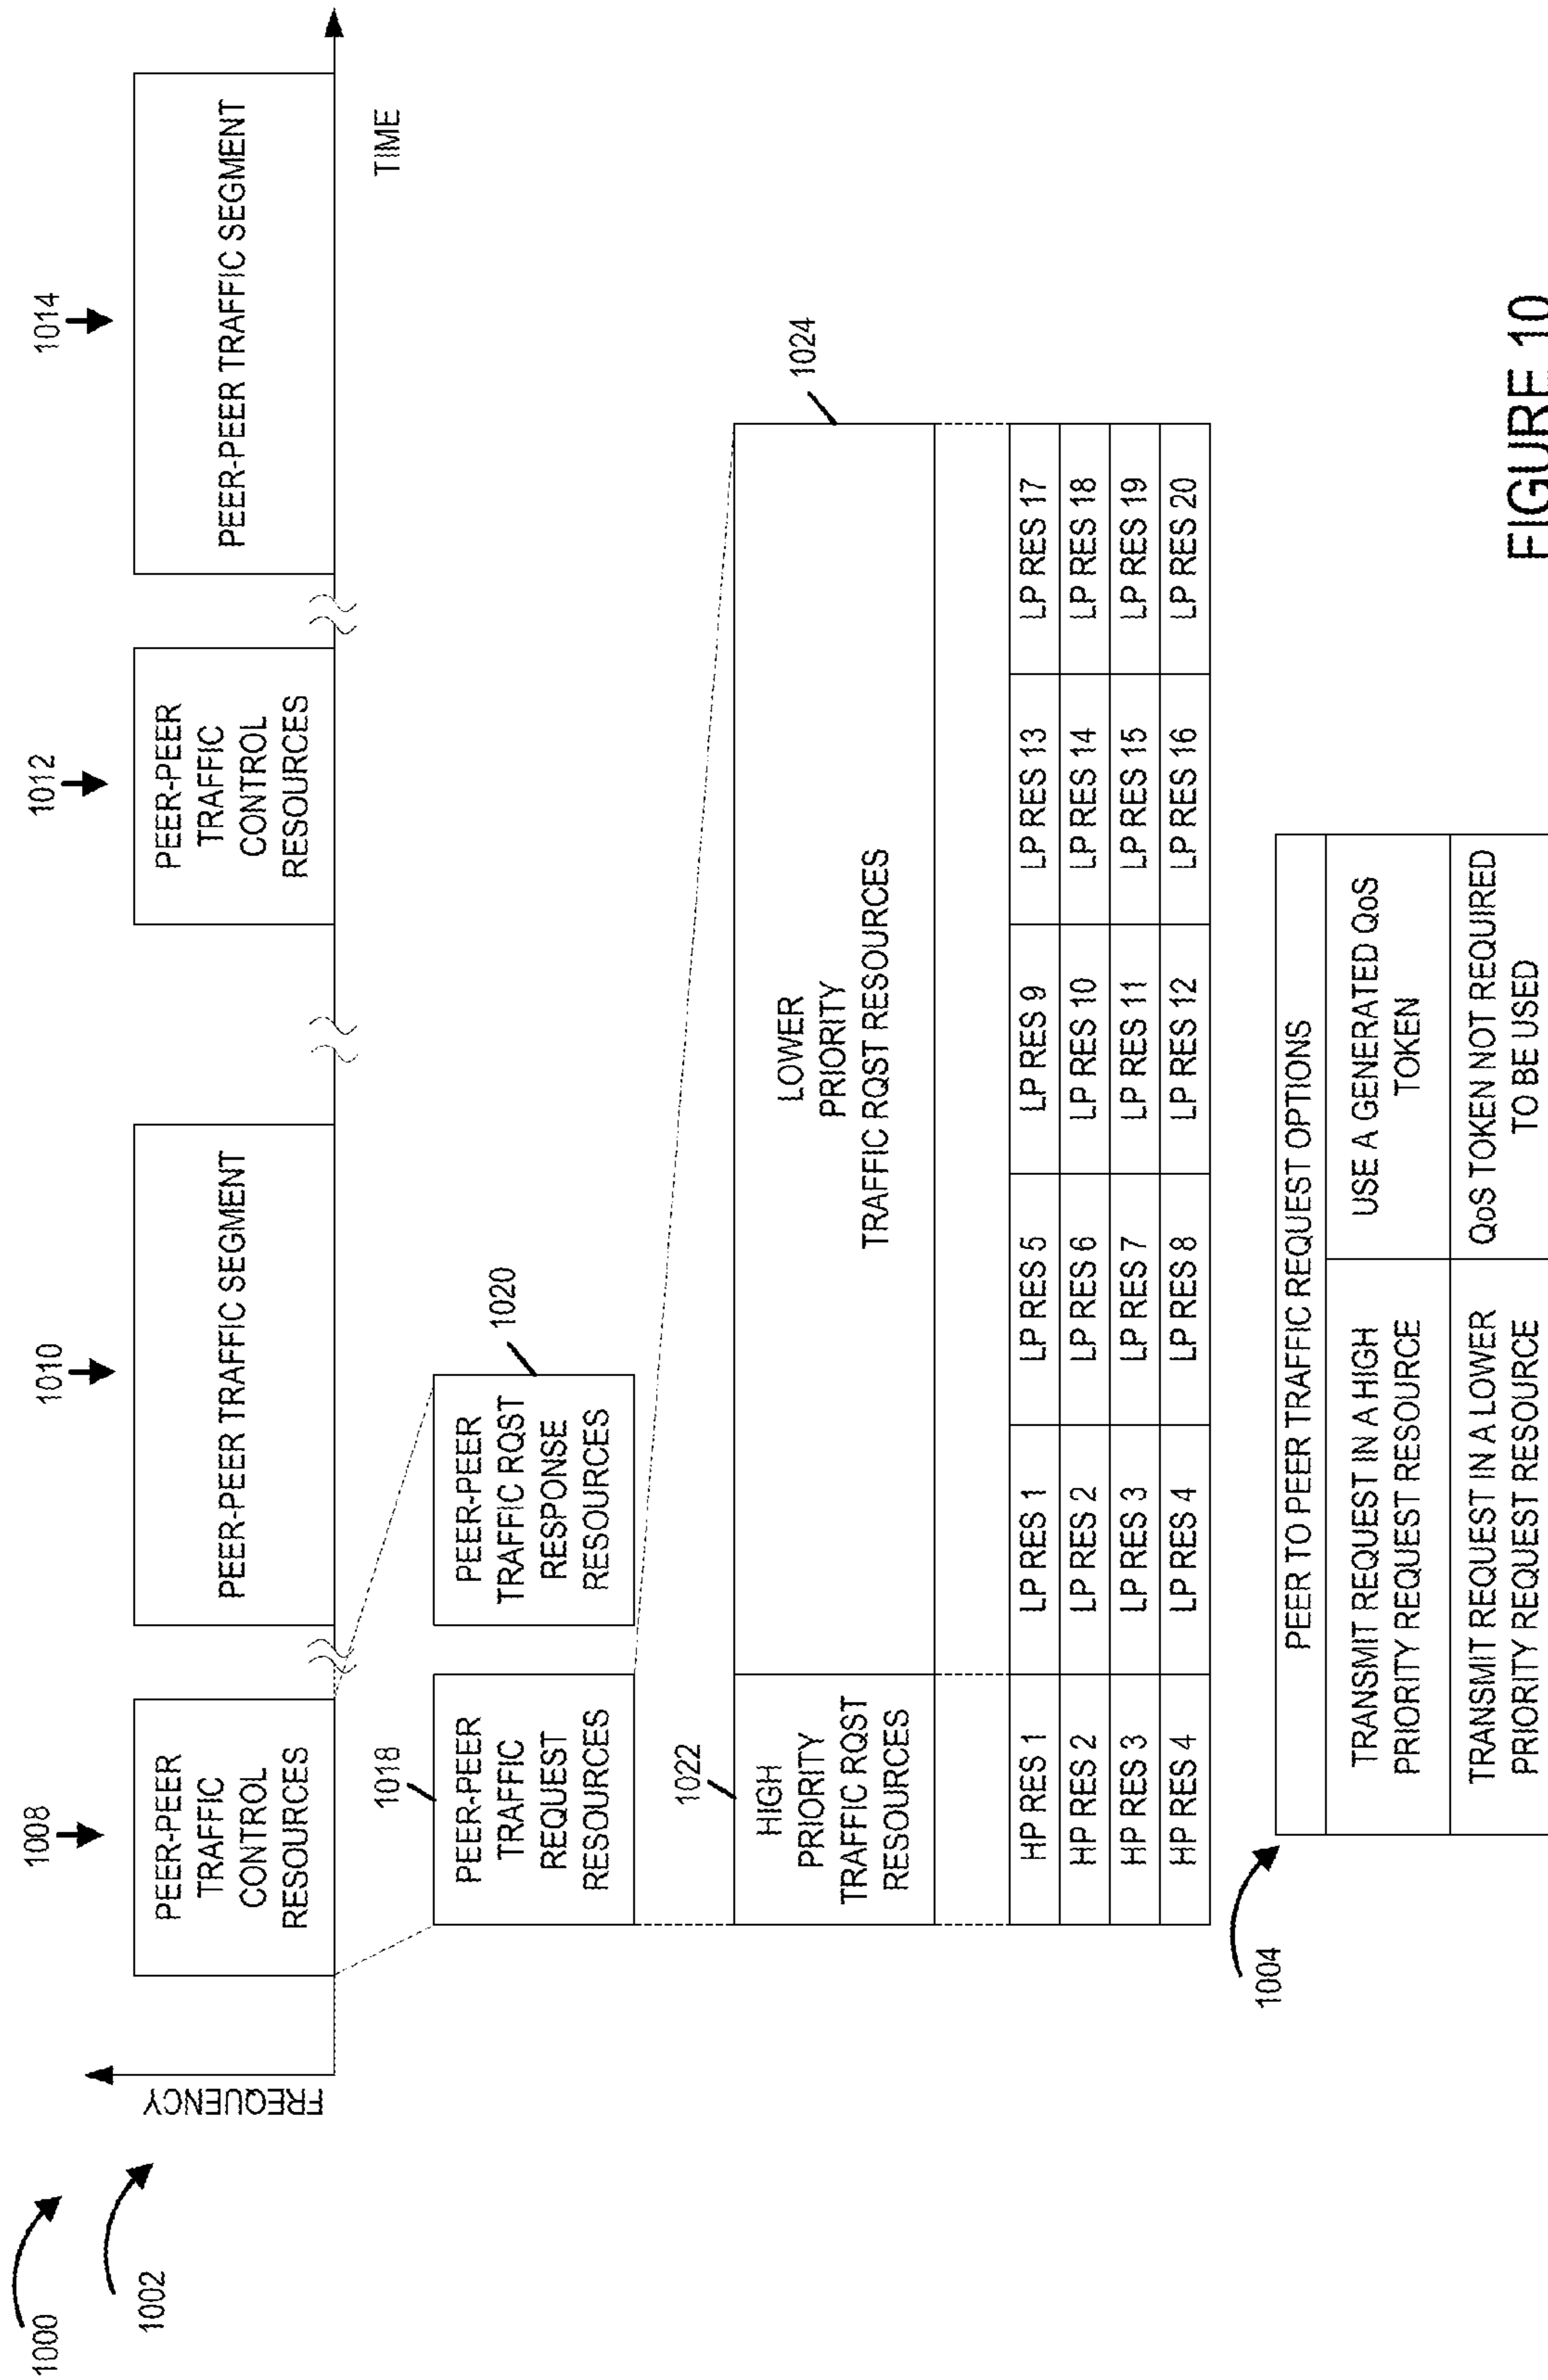 1000
1002
FREQUENCY
1008
PEER-PEER
TRAFFIC
CONTROL
RESOURCES
1010
PEER-PEER TRAFFIC SEGMENT
1012
PEER-PEER
TRAFFIC
CONTROL
RESOURCES
1014
PEER-PEER TRAFFIC SEGMENT
TIME
1018
PEER-PEER
TRAFFIC
REQUEST
RESOURCES
PEER-PEER
TRAFFIC RQST
RESPONSE
RESOURCES
1020
1022
HIGH
PRIORITY
TRAFFIC RQST
RESOURCES
LOWER
PRIORITY
TRAFFIC RQST RESOURCES
1024
HP RES 1 LP RES 1 LP RES 5 LP RES 9 LP RES 13 LP RES 17
HP RES 2 LP RES 2 LP RES 6 LP RES 10 LP RES 14 LP RES 18
HP RES 3 LP RES 3 LP RES 7 LP RES 11 LP RES 15 LP RES 19
HP RES 4 LP RES 4 LP RES 8 LP RES 12 LP RES 16 LP RES 20
1004
PEER TO PEER TRAFFIC REQUEST OPTIONS
TRANSMIT REQUEST IN A HIGH
PRIORITY REQUEST RESOURCE
USE A GENERATED QoS
TOKEN
TRANSMIT REQUEST IN A LOWER
PRIORITY REQUEST RESOURCE
QoS TOKEN NOT REQUIRED
TO BE USED
FIGURE 10